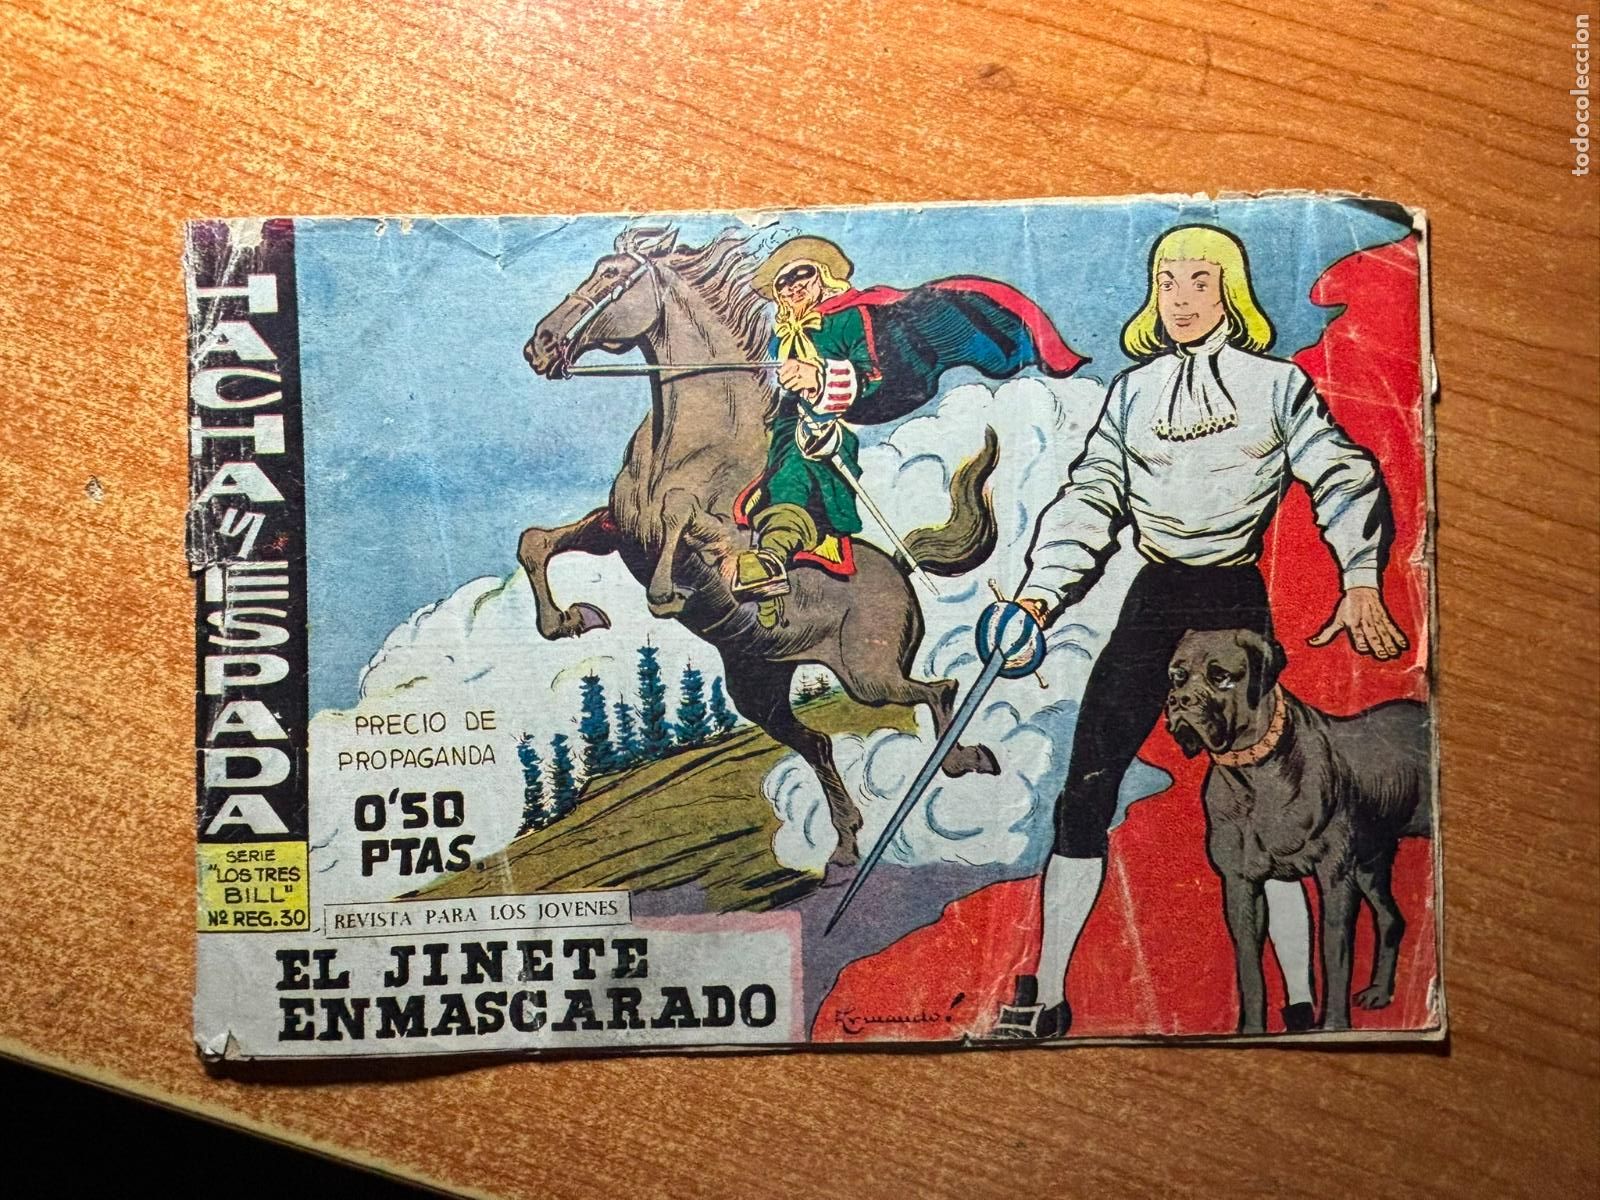 HACHA Y ESPADA
SERIE
"LOS TRES
BILL"
Nº REG. 30
PRECIO DE
PROPAGANDA
0'50
PTAS.
REVISTA PARA LOS JOVENES
EL JINETE
ENMASCARADO
todocoleccion